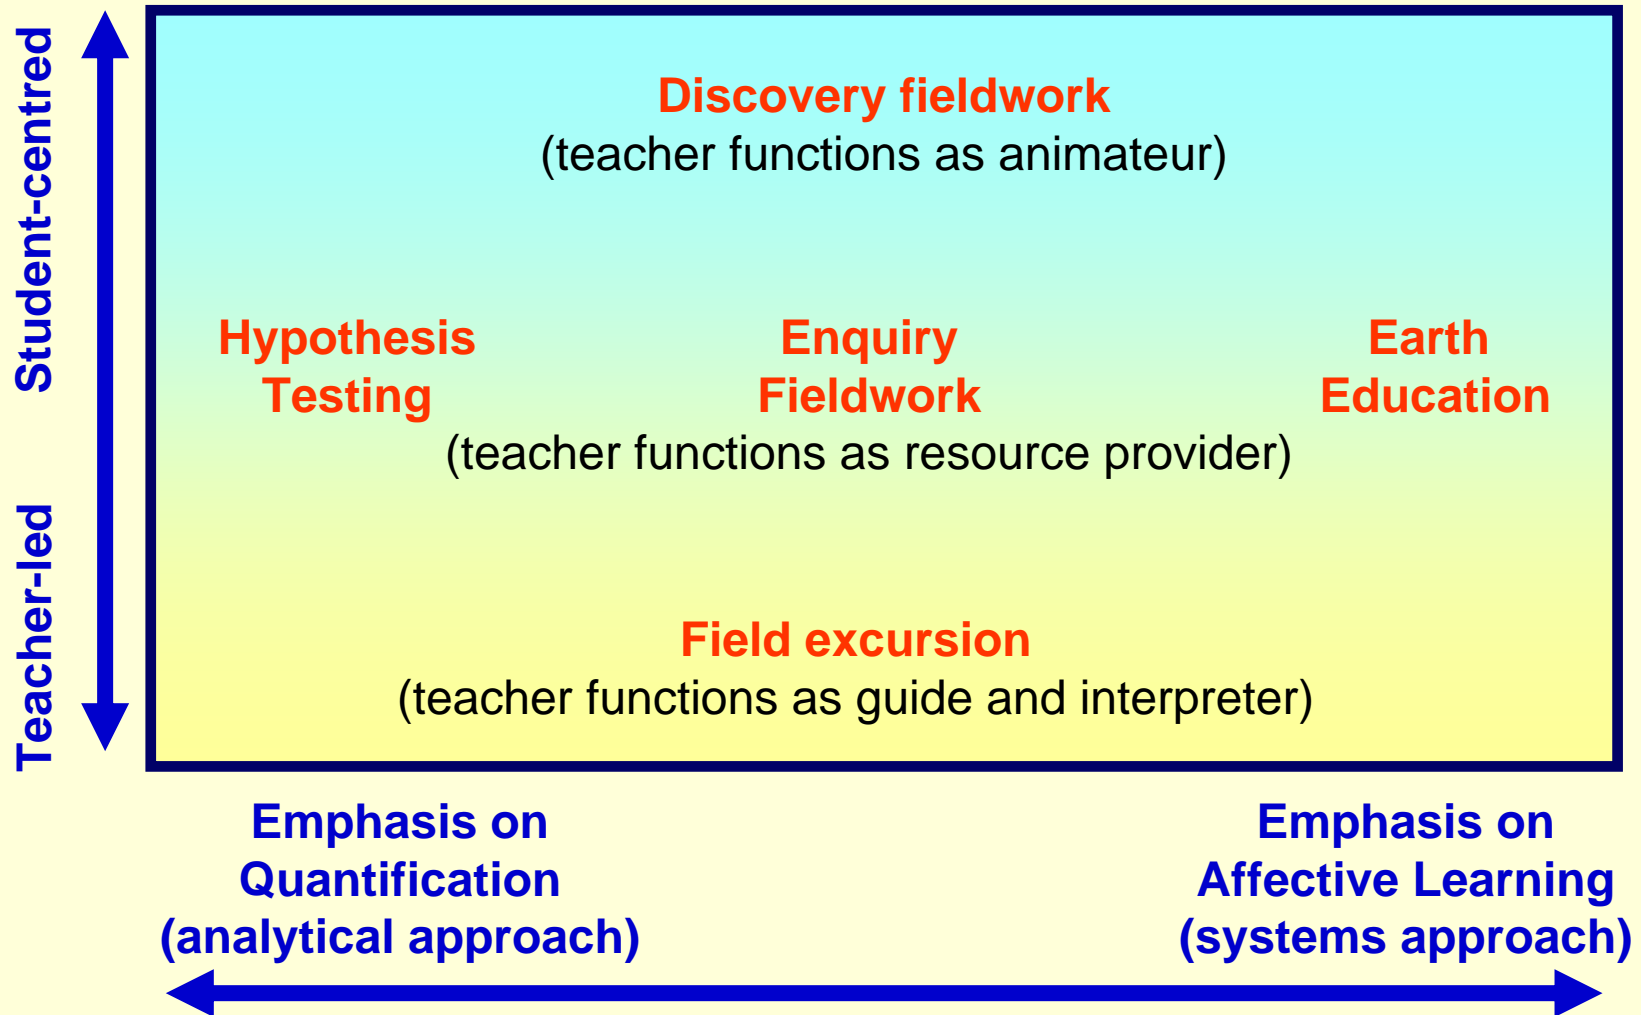 Student-centred
Teacher-led
Discovery fieldwork
(teacher functions as animateur)
Hypothesis
Testing
Enquiry
Fieldwork
Earth
Education
(teacher functions as resource provider)
Field excursion
(teacher functions as guide and interpreter)
Emphasis on
Quantification
(analytical approach)
Emphasis on
Affective Learning
(systems approach)